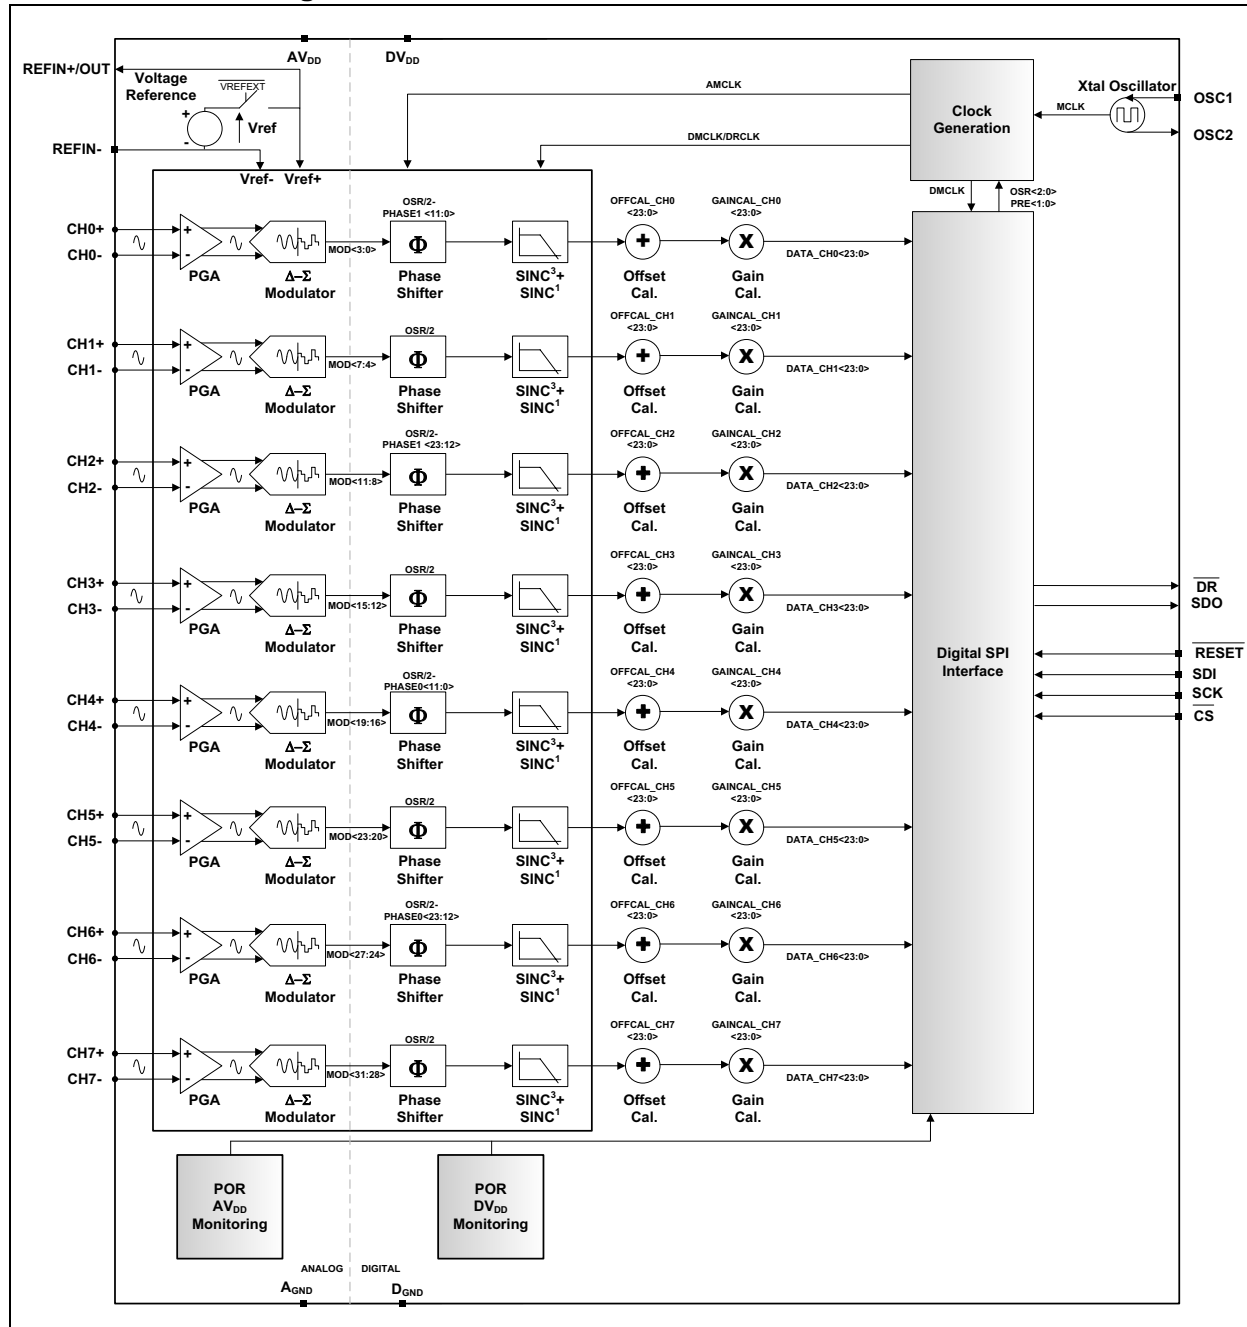 AVDD DVDD
REFIN+/OUT
Voltage
Reference
VREFEXT
+
-
Vref
REFIN-
Vref- Vref+
AMCLK
DMCLK/DRCLK
Clock
Generation
MCLK
Xtal Oscillator
OSC1
OSC2
DMCLK
OSR<2:0>
PRE<1:0>
CH0+
CH0-
+
-
PGA
Δ–Σ
Modulator
MOD<3:0>
OSR/2-
PHASE1 <11:0>
Φ
Phase
Shifter
SINC³+
SINC¹
OFFCAL_CH0
<23:0>
+
Offset
Cal.
GAINCAL_CH0
<23:0>
X
Gain
Cal.
DATA_CH0<23:0>
CH1+
CH1-
+
-
PGA
Δ–Σ
Modulator
MOD<7:4>
OSR/2
Φ
Phase
Shifter
SINC³+
SINC¹
OFFCAL_CH1
<23:0>
+
Offset
Cal.
GAINCAL_CH1
<23:0>
X
Gain
Cal.
DATA_CH1<23:0>
CH2+
CH2-
+
-
PGA
Δ–Σ
Modulator
MOD<11:8>
OSR/2-
PHASE1 <23:12>
Φ
Phase
Shifter
SINC³+
SINC¹
OFFCAL_CH2
<23:0>
+
Offset
Cal.
GAINCAL_CH2
<23:0>
X
Gain
Cal.
DATA_CH2<23:0>
CH3+
CH3-
+
-
PGA
Δ–Σ
Modulator
MOD<15:12>
OSR/2
Φ
Phase
Shifter
SINC³+
SINC¹
OFFCAL_CH3
<23:0>
+
Offset
Cal.
GAINCAL_CH3
<23:0>
X
Gain
Cal.
DATA_CH3<23:0>
CH4+
CH4-
+
-
PGA
Δ–Σ
Modulator
MOD<19:16>
OSR/2-
PHASE0<11:0>
Φ
Phase
Shifter
SINC³+
SINC¹
OFFCAL_CH4
<23:0>
+
Offset
Cal.
GAINCAL_CH4
<23:0>
X
Gain
Cal.
DATA_CH4<23:0>
CH5+
CH5-
+
-
PGA
Δ–Σ
Modulator
MOD<23:20>
OSR/2
Φ
Phase
Shifter
SINC³+
SINC¹
OFFCAL_CH5
<23:0>
+
Offset
Cal.
GAINCAL_CH5
<23:0>
X
Gain
Cal.
DATA_CH5<23:0>
CH6+
CH6-
+
-
PGA
Δ–Σ
Modulator
MOD<27:24>
OSR/2-
PHASE0<23:12>
Φ
Phase
Shifter
SINC³+
SINC¹
OFFCAL_CH6
<23:0>
+
Offset
Cal.
GAINCAL_CH6
<23:0>
X
Gain
Cal.
DATA_CH6<23:0>
CH7+
CH7-
+
-
PGA
Δ–Σ
Modulator
MOD<31:28>
OSR/2
Φ
Phase
Shifter
SINC³+
SINC¹
OFFCAL_CH7
<23:0>
+
Offset
Cal.
GAINCAL_CH7
<23:0>
X
Gain
Cal.
DATA_CH7<23:0>
Digital SPI
Interface
DR
SDO
RESET
SDI
SCK
CS
POR
AVDD
Monitoring
POR
DVDD
Monitoring
ANALOG DIGITAL
AGND DGND